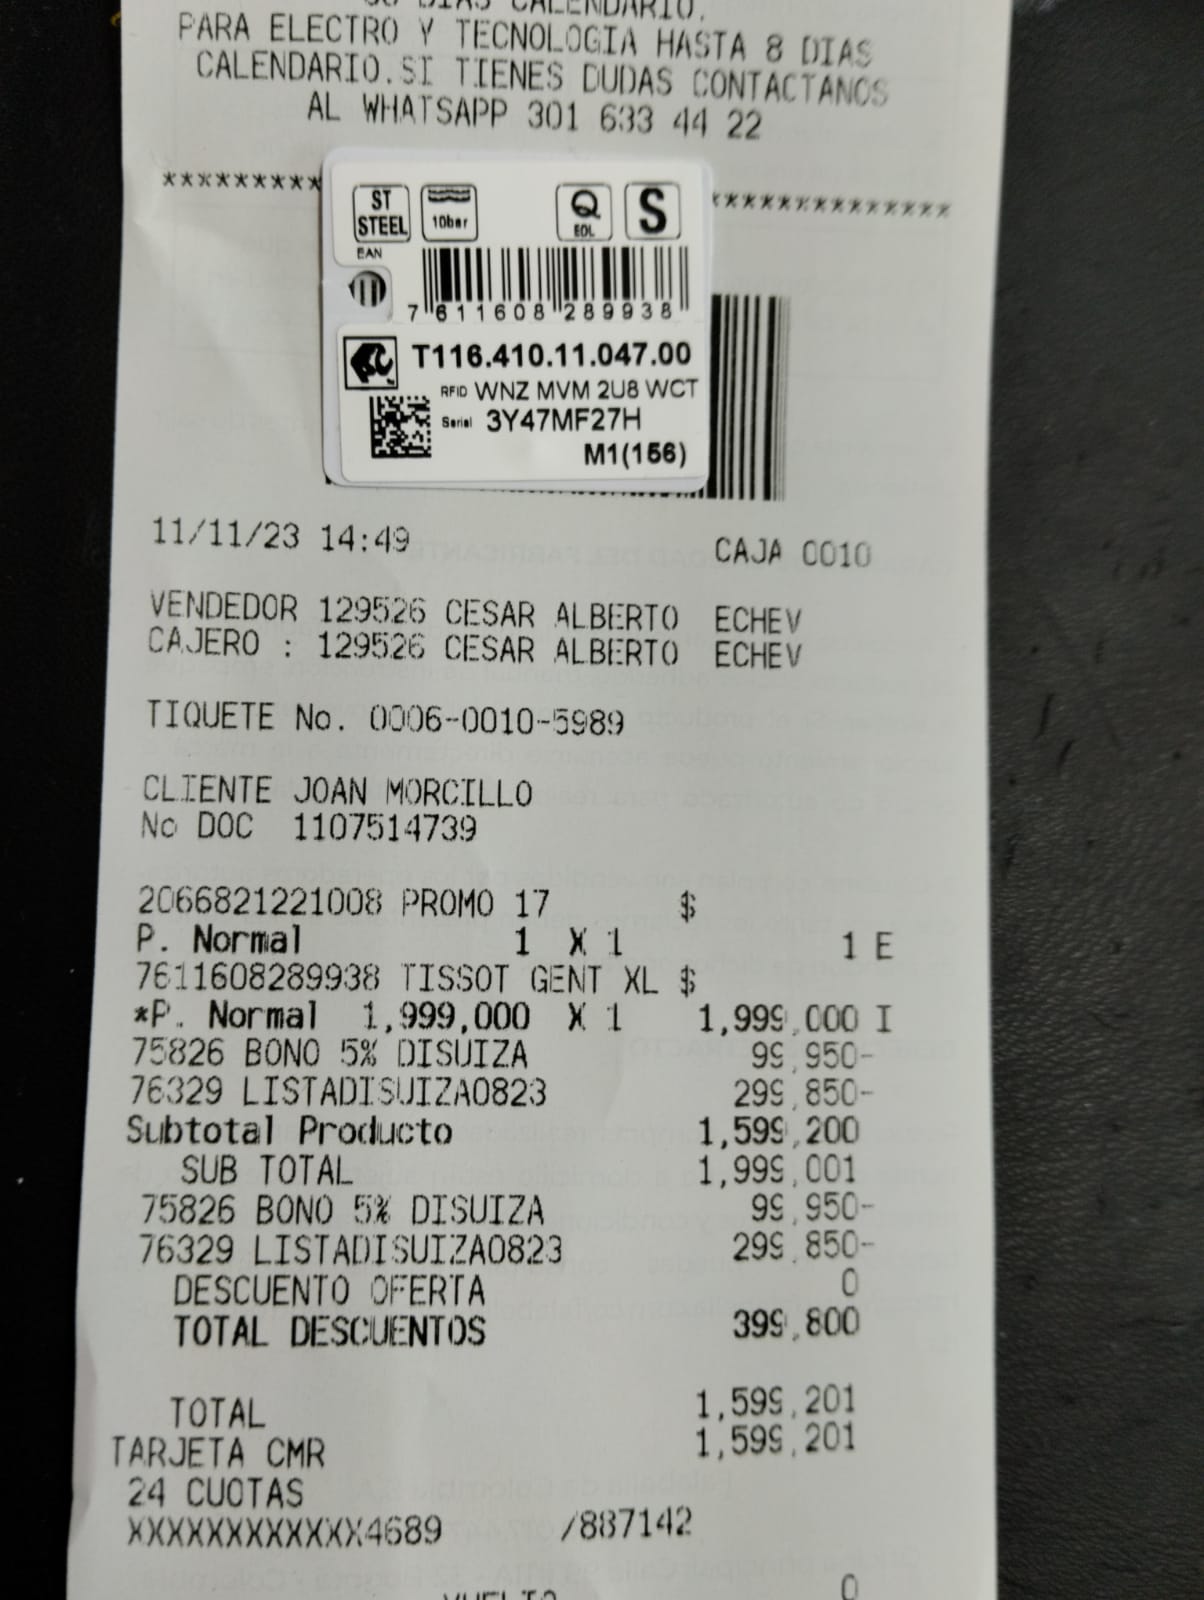 DIAS CALENDARIO.
PARA ELECTRO Y TECNOLOGIA HASTA 8 DIAS
CALENDARIO.SI TIENES DUDAS CONTACTANOS
AL WHATSAPP 301 633 44 22
ST STEEL 10bar Q EOL S
EAN
7 611608 289938
T116.410.11.047.00
RFID WNZ MVM 2U8 WCT
Serial 3Y47MF27H
M1(156)
11/11/23 14:49 CAJA 0010
VENDEDOR 129526 CESAR ALBERTO ECHEV
CAJERO : 129526 CESAR ALBERTO ECHEV
TIQUETE No. 0006-0010-5989
CLIENTE JOAN MORCILLO
No DOC 1107514739
2066821221008 PROMO 17 $
P. Normal 1 X 1 1 E
7611608289938 TISSOT GENT XL $
*P. Normal 1,999,000 X 1 1,999,000 I
75826 BONO 5% DISUIZA 99,950-
76329 LISTADISUIZA0823 299,850-
Subtotal Producto 1,599,200
SUB TOTAL 1,999,001
75826 BONO 5% DISUIZA 99,950-
76329 LISTADISUIZA0823 299,850-
DESCUENTO OFERTA 0
TOTAL DESCUENTOS 399,800
TOTAL 1,599,201
TARJETA CMR 1,599,201
24 CUOTAS
XXXXXXXXXXXX4689 /887142
VUELTO 0